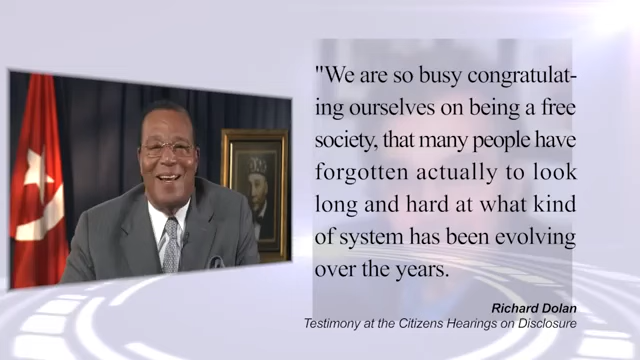 "We are so busy congratulat-
ing ourselves on being a free
society, that many people have
forgotten actually to look
long and hard at what kind
of system has been evolving
over the years.
Richard Dolan
Testimony at the Citizens Hearings on Disclosure